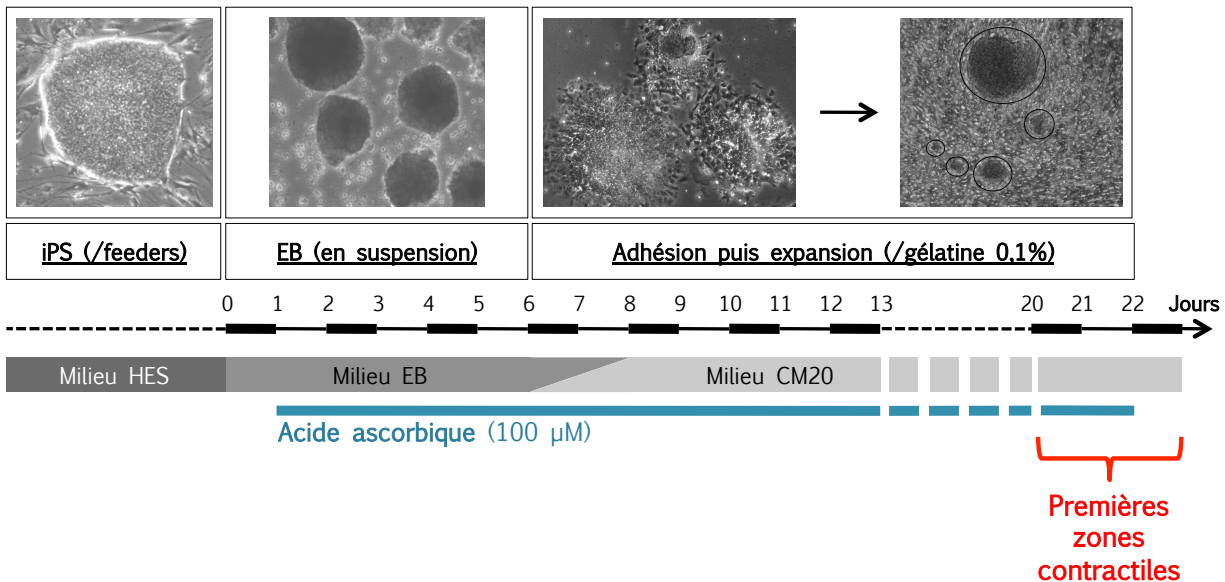 iPS (/feeders)
EB (en suspension)
Adhésion puis expansion (/gélatine 0,1%)
0 1 2 3 4 5 6 7 8 9 10 11 12 13 20 21 22 Jours
Milieu HES
Milieu EB
Milieu CM20
Acide ascorbique (100 µM)
Premières
zones
contractiles